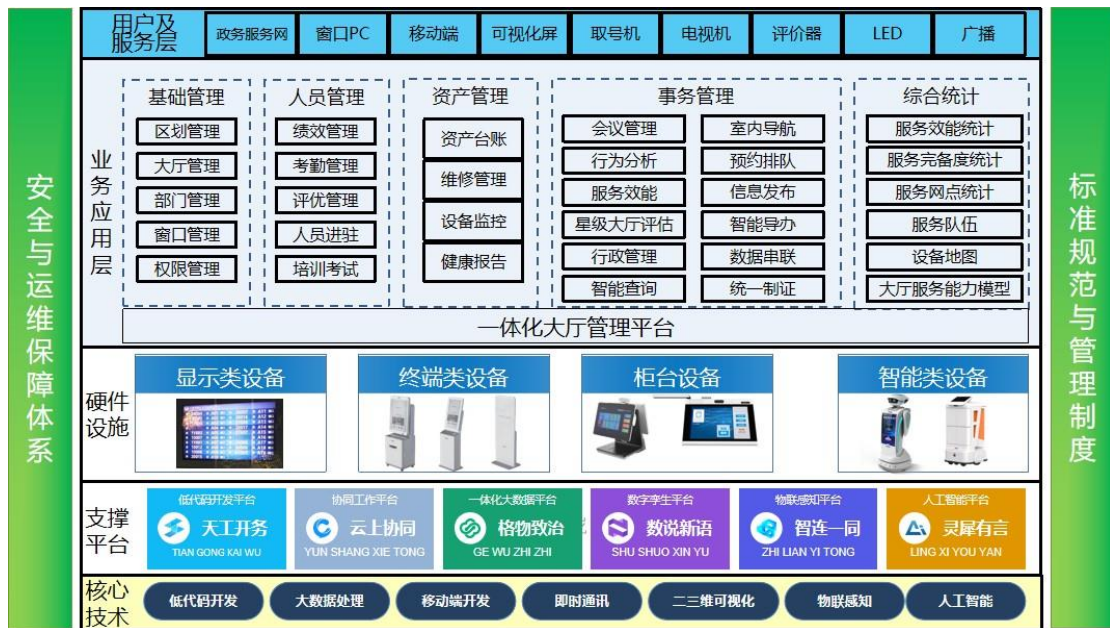 安全与运维保障体系
用户及
服务层
政务服务网
窗口PC
移动端
可视化屏
取号机
电视机
评价器
LED
广播
业务应用层
基础管理
区划管理
大厅管理
部门管理
窗口管理
权限管理
人员管理
绩效管理
考勤管理
评优管理
人员进驻
培训考试
资产管理
资产台账
维修管理
设备监控
健康报告
事务管理
会议管理
室内导航
行为分析
预约排队
服务效能
信息发布
星级大厅评估
智能导办
行政管理
数据串联
智能查询
统一制证
综合统计
服务效能统计
服务完备度统计
服务网点统计
服务队伍
设备地图
大厅服务能力模型
一体化大厅管理平台
硬件
设施
显示类设备
终端类设备
柜台设备
智能类设备
支撑
平台
低代码开发平台
天工开务
TIAN GONG KAI WU
协同工作平台
云上协同
YUN SHANG XIE TONG
一体化大数据平台
格物致治
GE WU ZHI ZHI
数字孪生平台
数说新语
SHU SHUO XIN YU
物联感知平台
智连一同
ZHI LIAN YI TONG
人工智能平台
灵犀有言
LING XI YOU YAN
核心
技术
低代码开发
大数据处理
移动端开发
即时通讯
二三维可视化
物联感知
人工智能
标准规范与管理制度